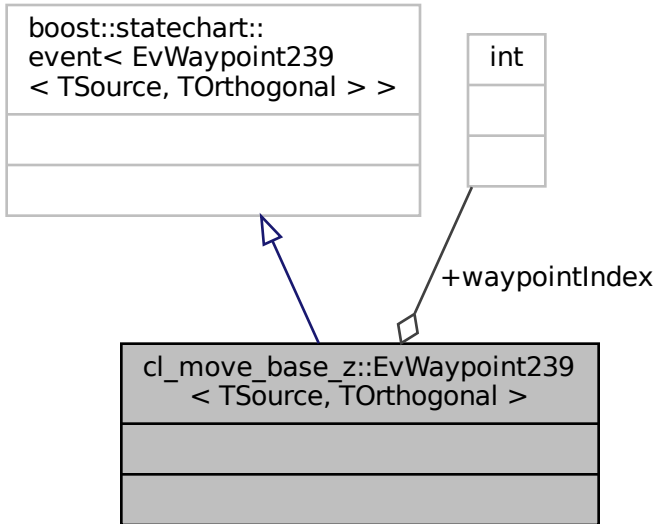 boost::statechart::
event< EvWaypoint239
< TSource, TOrthogonal > >
int
+waypointIndex
cl_move_base_z::EvWaypoint239
< TSource, TOrthogonal >